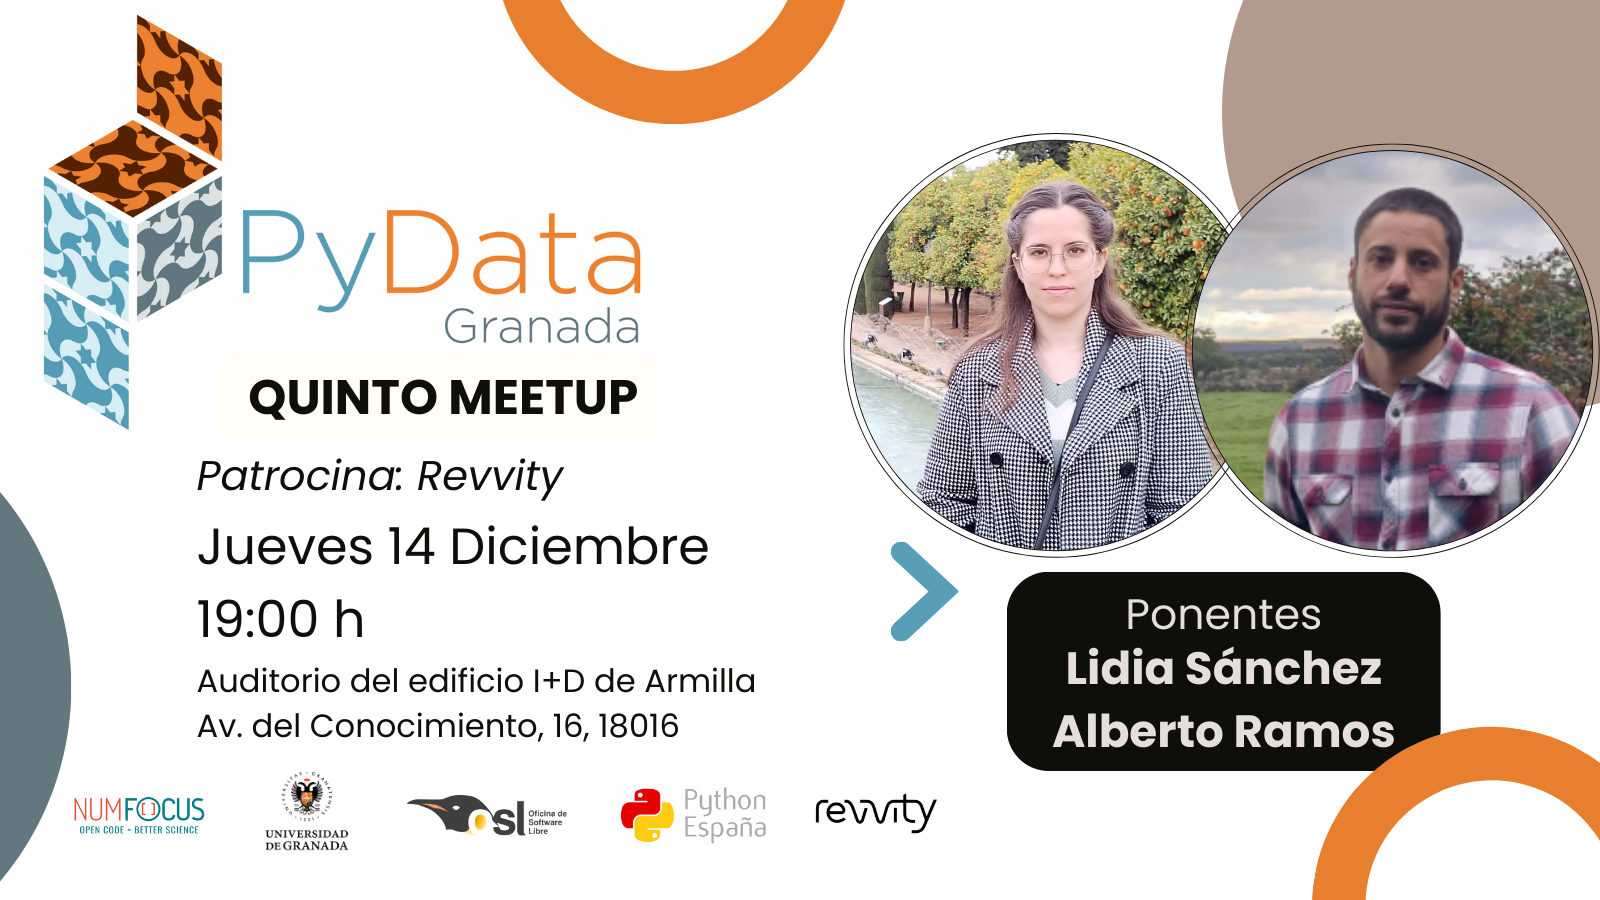 PyData
Granada
QUINTO MEETUP
Patrocina: Revvity
Jueves 14 Diciembre
19:00 h
Auditorio del edificio I+D de Armilla
Av. del Conocimiento, 16, 18016
Ponentes
Lidia Sánchez
Alberto Ramos
NUMFOCUS
OPEN CODE = BETTER SCIENCE
UNIVERSIDAD
DE GRANADA
osl
Oficina de
Software
Libre
Python
España
revvity